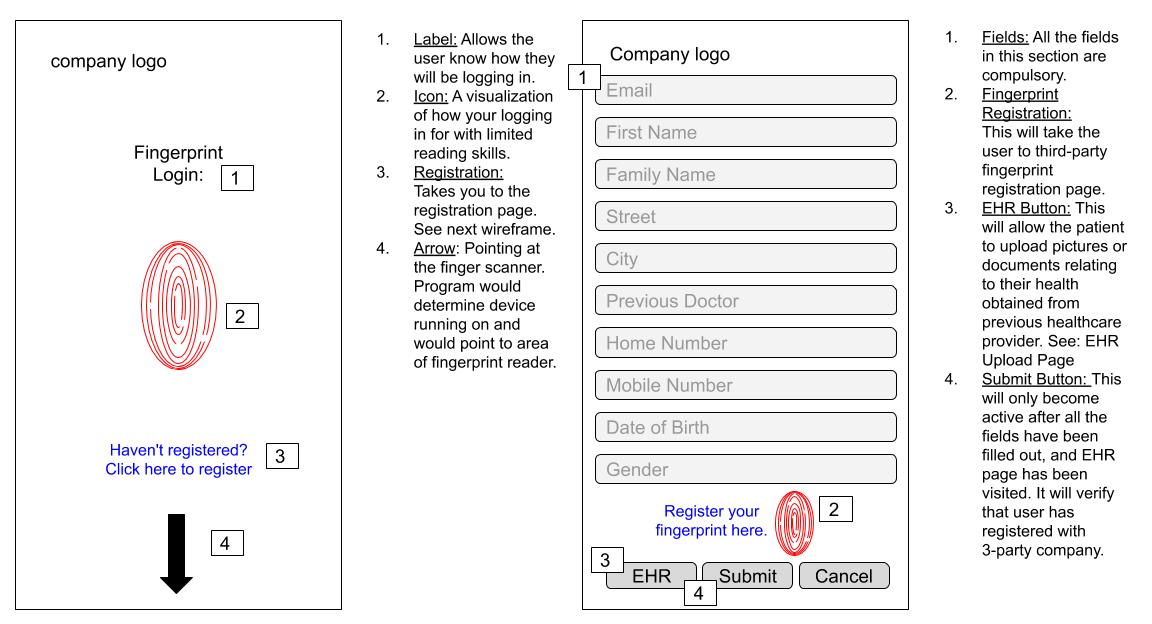 company logo
Fingerprint
Login:
1
2
Haven't registered?
Click here to register
3
4
1. Label: Allows the
user know how they
will be logging in.
2. Icon: A visualization
of how your logging
in for with limited
reading skills.
3. Registration:
Takes you to the
registration page.
See next wireframe.
4. Arrow: Pointing at
the finger scanner.
Program would
determine device
running on and
would point to area
of fingerprint reader.
Company logo
1
Email
First Name
Family Name
Street
City
Previous Doctor
Home Number
Mobile Number
Date of Birth
Gender
Register your
fingerprint here.
2
3
EHR
Submit
Cancel
4
1. Fields: All the fields
in this section are
compulsory.
2. Fingerprint
Registration:
This will take the
user to third-party
fingerprint
registration page.
3. EHR Button: This
will allow the patient
to upload pictures or
documents relating
to their health
obtained from
previous healthcare
provider. See: EHR
Upload Page
4. Submit Button: This
will only become
active after all the
fields have been
filled out, and EHR
page has been
visited. It will verify
that user has
registered with
3-party company.